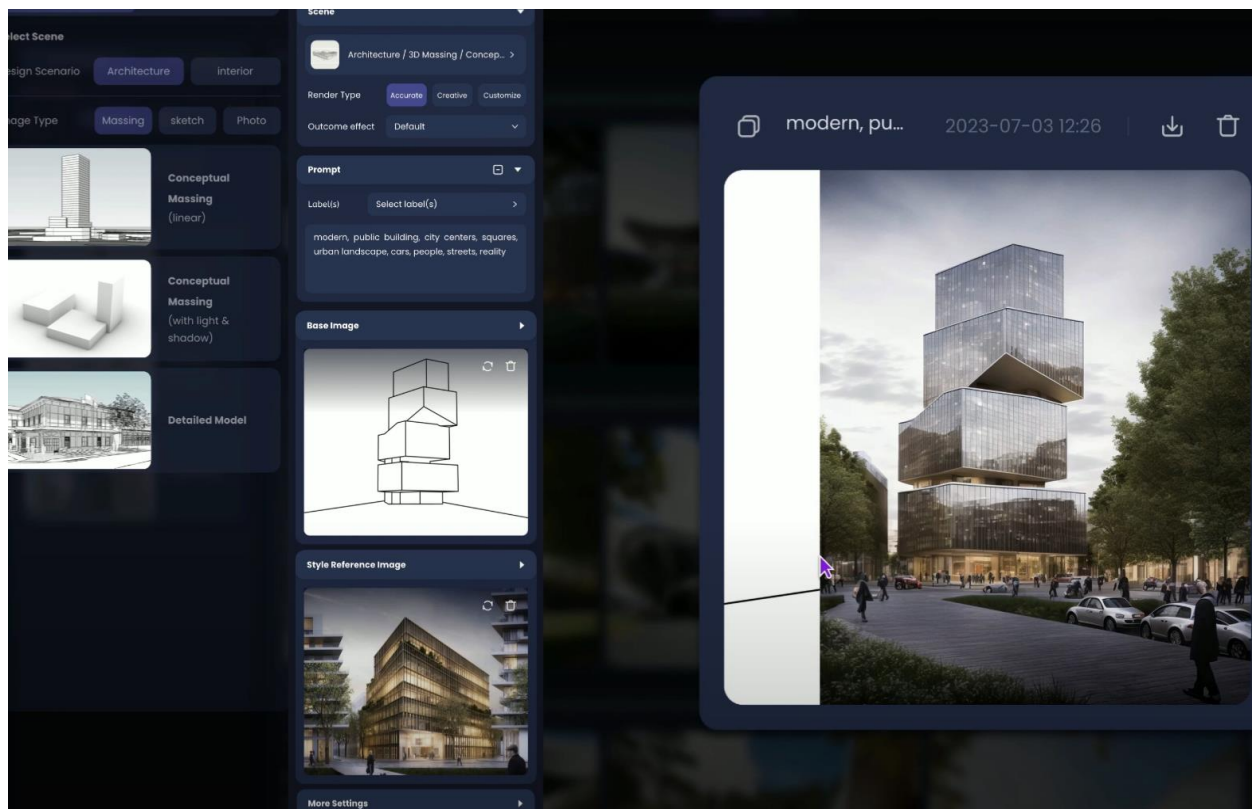 elect Scene
esign Scenario Architecture interior
mage Type Massing sketch Photo
Conceptual
Massing
(linear)
Conceptual
Massing
(with light &
shadow)
Detailed Model
Scene
Architecture / 3D Massing / Concep... >
Render Type Accurate Creative Customize
Outcome effect Default
Prompt
Label(s) Select label(s) >
modern, public building, city centers, squares,
urban landscape, cars, people, streets, reality
Base Image
Style Reference Image
More Settings
modern, pu... 2023-07-03 12:26